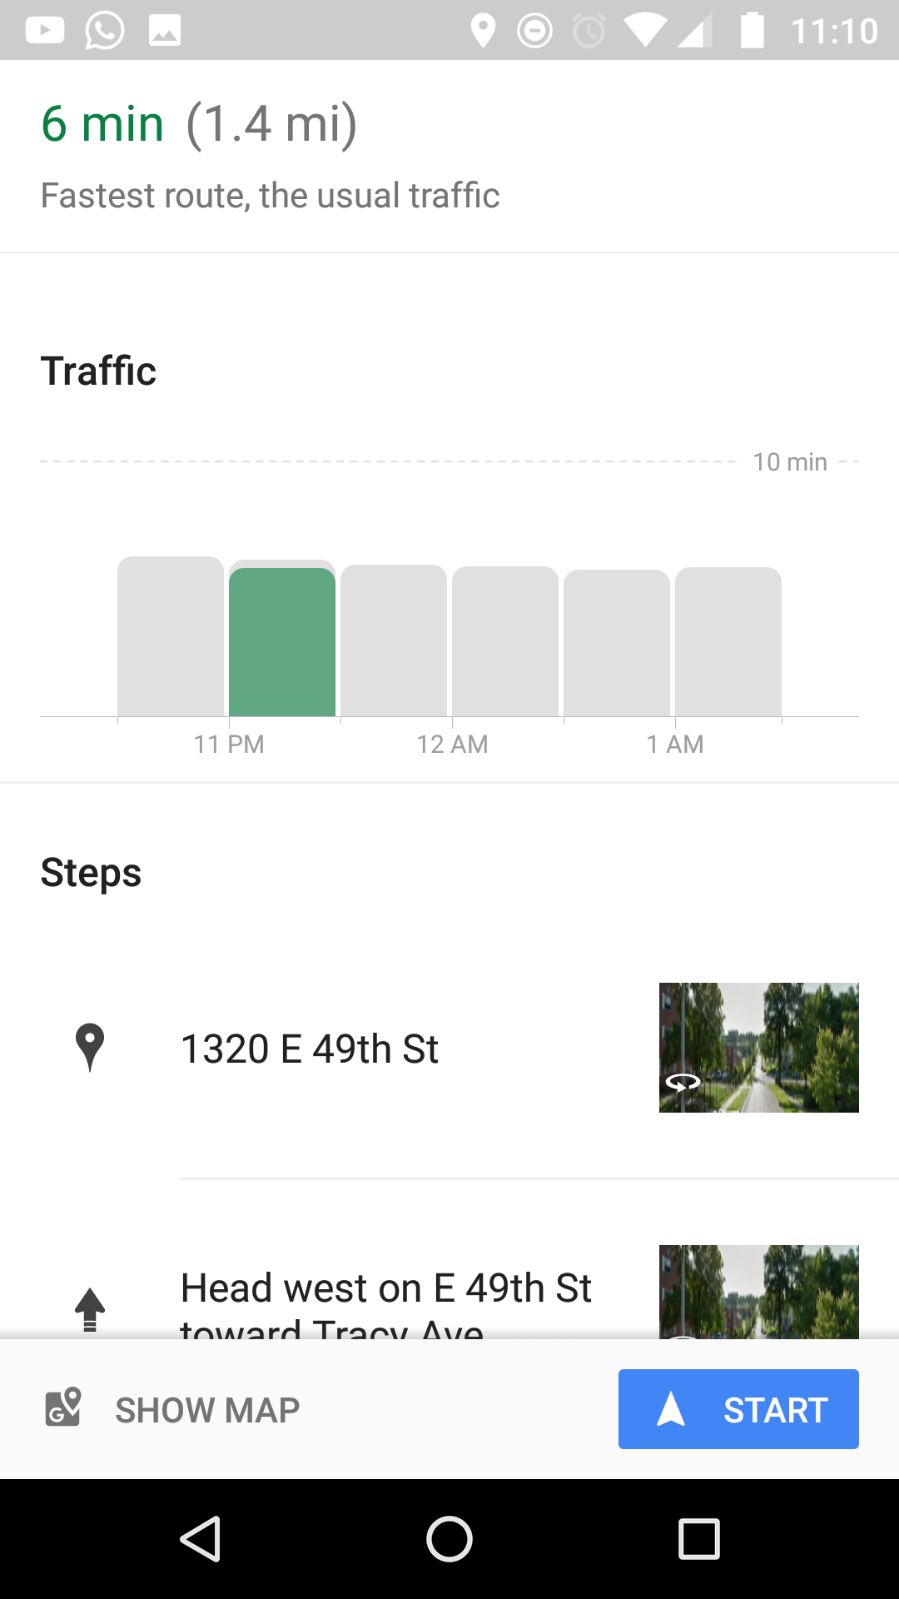 11:10
6 min (1.4 mi)
Fastest route, the usual traffic
Traffic
10 min
11 PM 12 AM 1 AM
Steps
1320 E 49th St
Head west on E 49th St
toward Tracy Ave
SHOW MAP
START